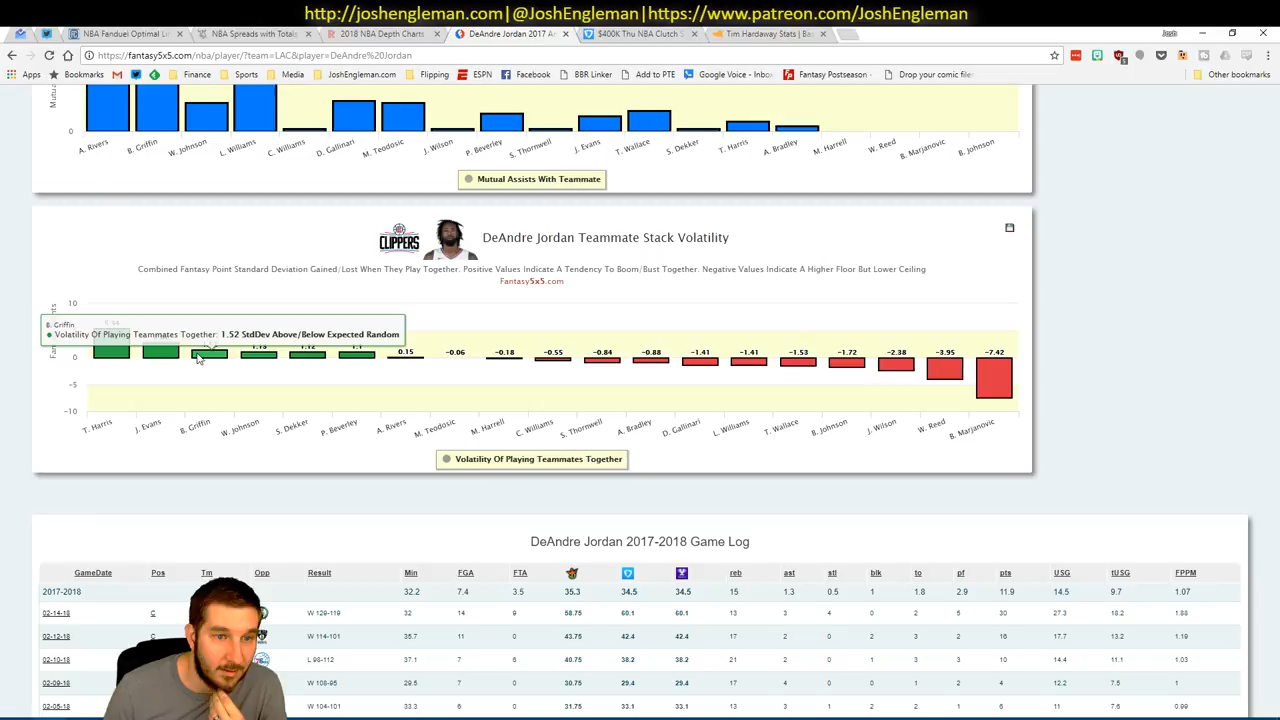 http://joshengleman.com|@JoshEngleman|https://www.patreon.com/JoshEngleman
NBA Fanduel Optimal Li
NBA Spreads with Totals
2018 NBA Depth Charts
DeAndre Jordan 2017 An
$400K Thu NBA Clutch S
Tim Hardaway Stats | Bas
Josh
https://fantasy5x5.com/nba/player/?team=LAC&player=DeAndre%20Jordan
Apps
Bookmarks
Finance
Sports
Media
JoshEngleman.com
Flipping
ESPN
Facebook
BBR Linker
Add to PTE
Google Voice - Inbo
Fantasy Postseason
Drop your comic file
Other bookmarks
Mutua
0
A. Rivers
B. Griffin
W. Johnson
L. Williams
C. Williams
D. Gallinari
M. Teodosic
J. Wilson
P. Beverley
S. Thornwell
J. Evans
T. Wallace
S. Dekker
T. Harris
A. Bradley
M. Harrell
W. Reed
B. Marjanovic
B. Johnson
Mutual Assists With Teammate
CLIPPERS
DeAndre Jordan Teammate Stack Volatility
Combined Fantasy Point Standard Deviation Gained/Lost When They Play Together. Positive Values Indicate A Tendency To Boom/Bust Together. Negative Values Indicate A Higher Floor But Lower Ceiling
Fantasy5x5.com
10
B. Griffin
Volatility Of Playing Teammates Together: 1.52 StdDev Above/Below Expected Random
0
-5
-10
0.15
-0.06
-0.18
-0.55
-0.84
-0.88
-1.41
-1.41
-1.53
-1.72
-2.38
-3.95
-7.42
T. Harris
J. Evans
B. Griffin
W. Johnson
S. Dekker
P. Beverley
A. Rivers
M. Teodosic
M. Harrell
C. Williams
S. Thornwell
A. Bradley
D. Gallinari
L. Williams
T. Wallace
B. Johnson
J. Wilson
W. Reed
B. Marjanovic
Volatility Of Playing Teammates Together
DeAndre Jordan 2017-2018 Game Log
GameDate Pos Tm Opp Result Min FGA FTA reb ast stl blk to pf pts USG tUSG FPPM
2017-2018 32.2 7.4 3.5 35.3 34.5 34.5 15 1.3 0.5 1 1.8 2.9 11.9 14.5 9.7 1.07
02-14-18 C W 129-119 32 14 9 58.75 60.1 60.1 13 3 4 0 2 5 30 27.3 18.2 1.88
02-12-18 C W 114-101 35.7 11 0 43.75 42.4 42.4 17 2 0 2 2 3 16 17.7 13.2 1.19
02-10-18 L 98-112 37.1 7 6 40.75 38.2 38.2 21 2 0 1 3 3 10 14.4 11.1 1.03
02-09-18 W 108-95 29.5 7 0 30.75 29.4 29.4 17 4 0 0 1 2 4 12.2 7.5 1
02-05-18 W 104-101 33.3 6 0 31.75 33.1 33.1 13 3 1 2 2 1 6 11 7.6 0.99